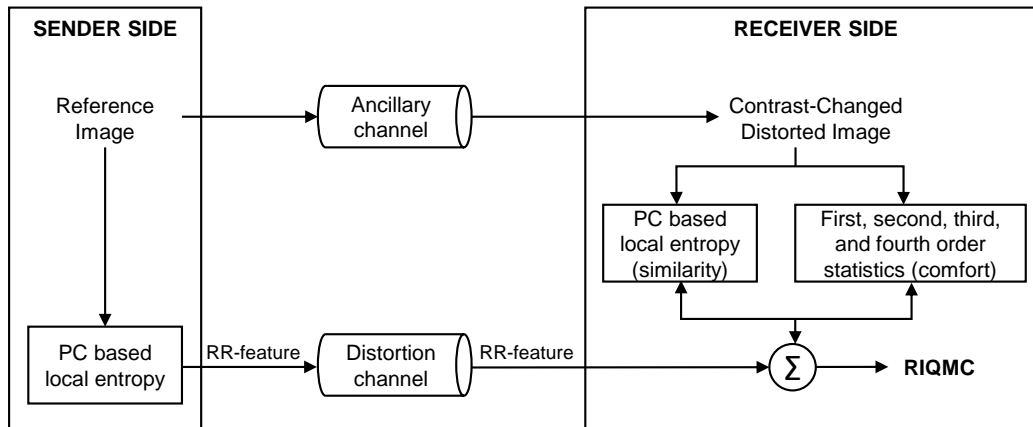 SENDER SIDE
RECEIVER SIDE
Reference
Image
Ancillary
channel
Contrast-Changed
Distorted Image
PC based
local entropy
(similarity)
First, second, third,
and fourth order
statistics (comfort)
PC based
local entropy
RR-feature
Distortion
channel
RR-feature
Σ
RIQMC